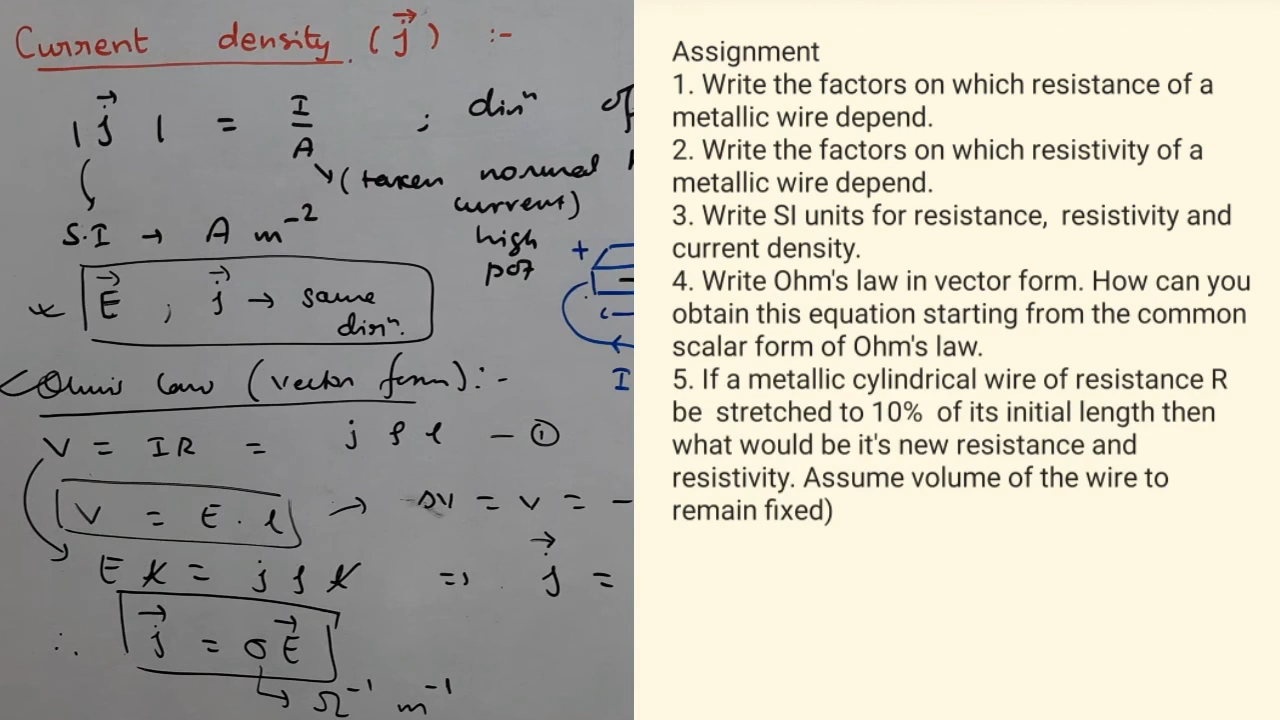 Current density (j⃗) :-
|j⃗| = I/A ; dirⁿ of
(taken normal
current)
S.I → A m⁻²
high
pot
+
* E⃗ , j⃗ → same
dirⁿ.
I
Ohm's law (vector form):-
V = IR = jρl - ①
V = E.l → ΔV = V = -
E l = j ρ l => j⃗ =
∴ j⃗ = σE⃗
→ Ω⁻¹ m⁻¹
Assignment
1. Write the factors on which resistance of a
metallic wire depend.
2. Write the factors on which resistivity of a
metallic wire depend.
3. Write SI units for resistance, resistivity and
current density.
4. Write Ohm's law in vector form. How can you
obtain this equation starting from the common
scalar form of Ohm's law.
5. If a metallic cylindrical wire of resistance R
be stretched to 10% of its initial length then
what would be it's new resistance and
resistivity. Assume volume of the wire to
remain fixed)